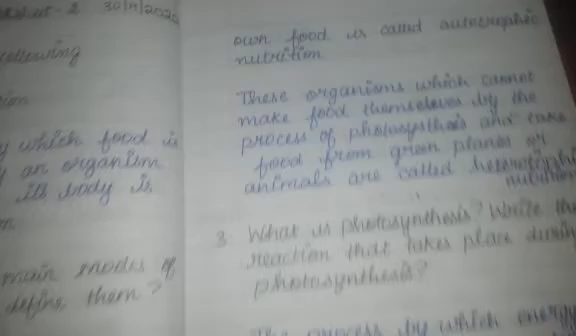 30/4/2020
following
y which food is
y an organism
its body is
main modes of
define them?
own food is called autotrophic
nutrition
Those organisms which cannot
make food themselves by the
process of photosynthesis and take
food from green plants or
animals are called heterotrophic
nutrition
3. What is photosynthesis? Write the
reaction that takes place during
photosynthesis?
The process by which energy